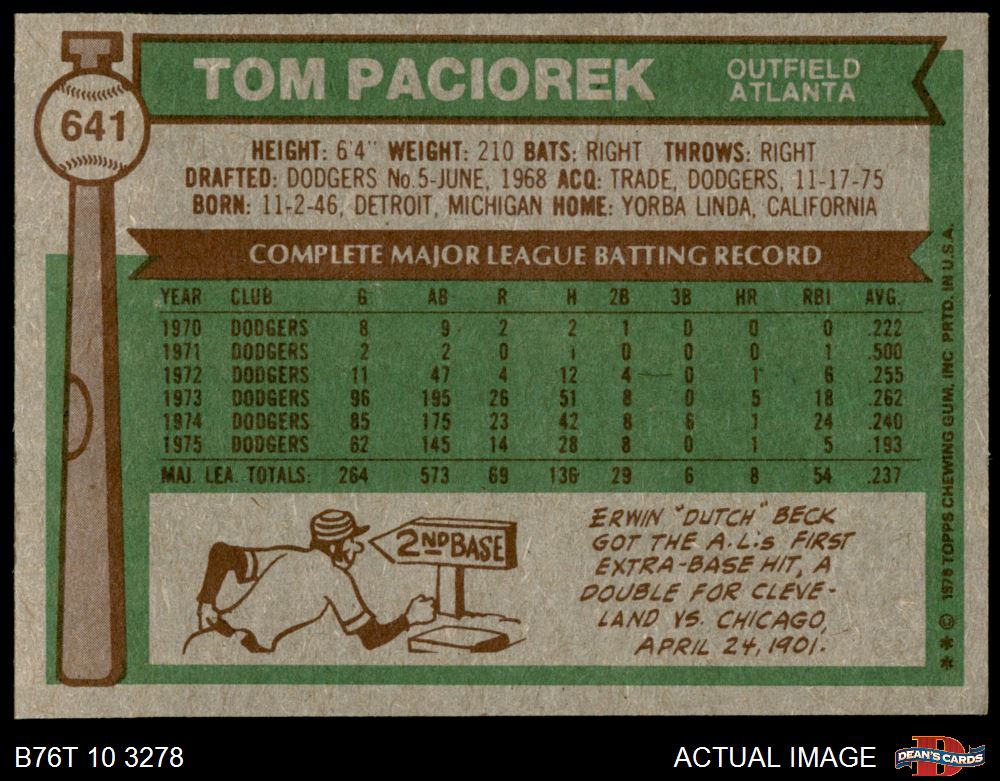 641
TOM PACIOREK
OUTFIELD
ATLANTA
HEIGHT: 6'4" WEIGHT: 210 BATS: RIGHT THROWS: RIGHT
DRAFTED: DODGERS No.5-JUNE, 1968 ACQ: TRADE, DODGERS, 11-17-75
BORN: 11-2-46, DETROIT, MICHIGAN HOME: YORBA LINDA, CALIFORNIA
COMPLETE MAJOR LEAGUE BATTING RECORD
YEAR CLUB G AB R H 2B 3B HR RBI AVG.
1970 DODGERS 8 9 2 2 1 0 0 0 .222
1971 DODGERS 2 2 0 1 0 0 0 1 .500
1972 DODGERS 11 47 4 12 4 0 1 6 .255
1973 DODGERS 96 195 26 51 8 0 5 18 .262
1974 DODGERS 85 175 23 42 8 6 1 24 .240
1975 DODGERS 62 145 14 28 8 0 1 5 .193
MAJ. LEA. TOTALS: 264 573 69 136 29 6 8 54 .237
2ND BASE
ERWIN "DUTCH" BECK
GOT THE A.L.'s FIRST
EXTRA-BASE HIT, A
DOUBLE FOR CLEVE-
LAND VS. CHICAGO,
APRIL 24, 1901.
** © 1976 TOPPS CHEWING GUM, INC PRTD. IN U.S.A.
B76T 10 3278
ACTUAL IMAGE
D
DEAN'S CARDS